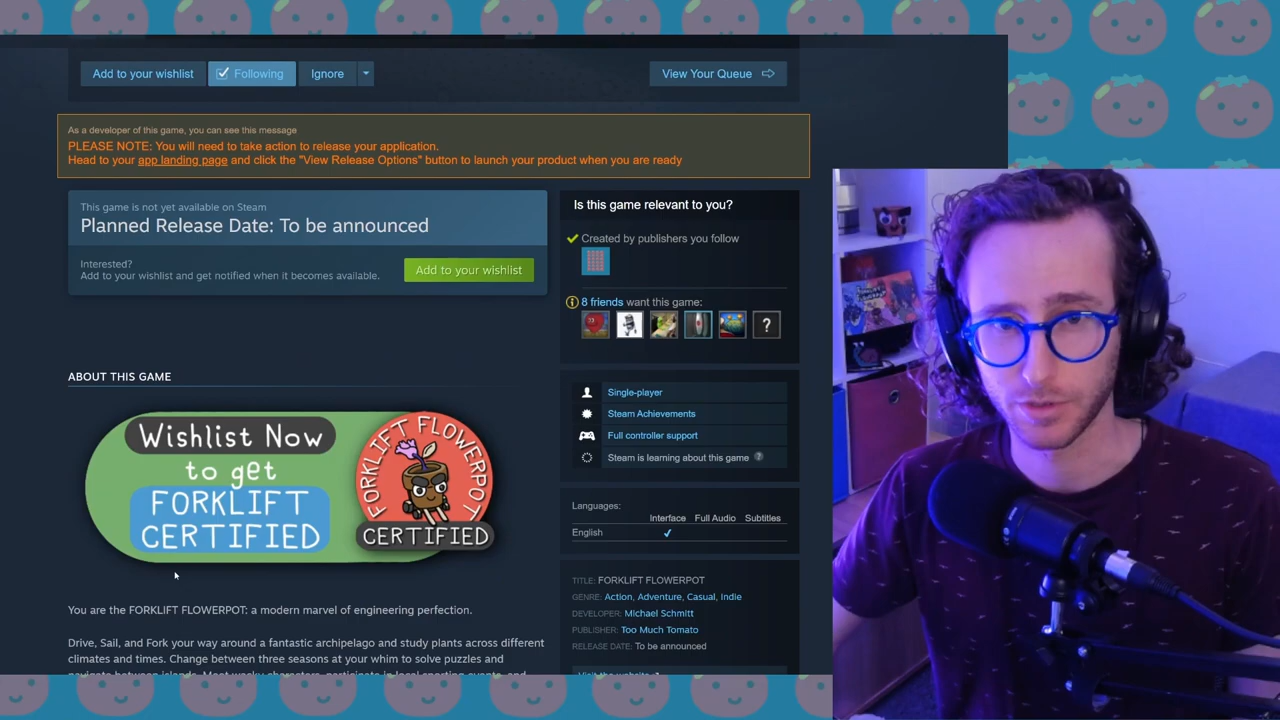 Add to your wishlist
Following
Ignore
View Your Queue
As a developer of this game, you can see this message
PLEASE NOTE: You will need to take action to release your application.
Head to your app landing page and click the "View Release Options" button to launch your product when you are ready
This game is not yet available on Steam
Planned Release Date: To be announced
Interested?
Add to your wishlist and get notified when it becomes available.
Add to your wishlist
Is this game relevant to you?
Created by publishers you follow
8 friends want this game:
?
Single-player
Steam Achievements
Full controller support
Steam is learning about this game ?
Languages:
Interface Full Audio Subtitles
English
TITLE: FORKLIFT FLOWERPOT
GENRE: Action, Adventure, Casual, Indie
DEVELOPER: Michael Schmitt
PUBLISHER: Too Much Tomato
RELEASE DATE: To be announced
ABOUT THIS GAME
Wishlist Now
to get
FORKLIFT
CERTIFIED
FORKLIFT FLOWERPOT
CERTIFIED
You are the FORKLIFT FLOWERPOT: a modern marvel of engineering perfection.
Drive, Sail, and Fork your way around a fantastic archipelago and study plants across different
climates and times. Change between three seasons at your whim to solve puzzles and